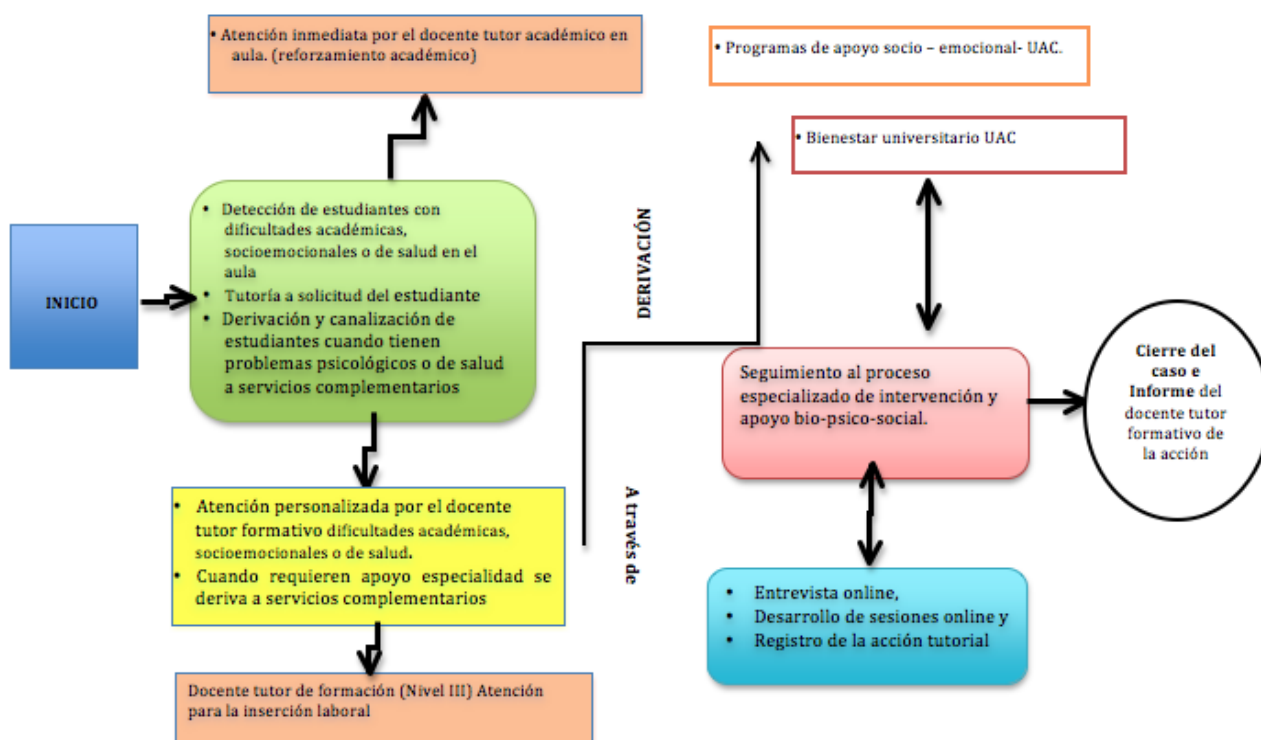 • Atención inmediata por el docente tutor académico en
aula. (reforzamiento académico)
• Programas de apoyo socio – emocional- UAC.
• Bienestar universitario UAC
INICIO
• Detección de estudiantes con
dificultades académicas,
socioemocionales o de salud en el
aula
• Tutoría a solicitud del estudiante
• Derivación y canalización de
estudiantes cuando tienen
problemas psicológicos o de salud
a servicios complementarios
DERIVACIÓN
A través de
• Atención personalizada por el docente
tutor formativo dificultades académicas,
socioemocionales o de salud.
• Cuando requieren apoyo especialidad se
deriva a servicios complementarios
Docente tutor de formación (Nivel III) Atención
para la inserción laboral
Seguimiento al proceso
especializado de intervención y
apoyo bio-psico-social.
• Entrevista online,
• Desarrollo de sesiones online y
• Registro de la acción tutorial
Cierre del
caso e
Informe del
docente tutor
formativo de
la acción